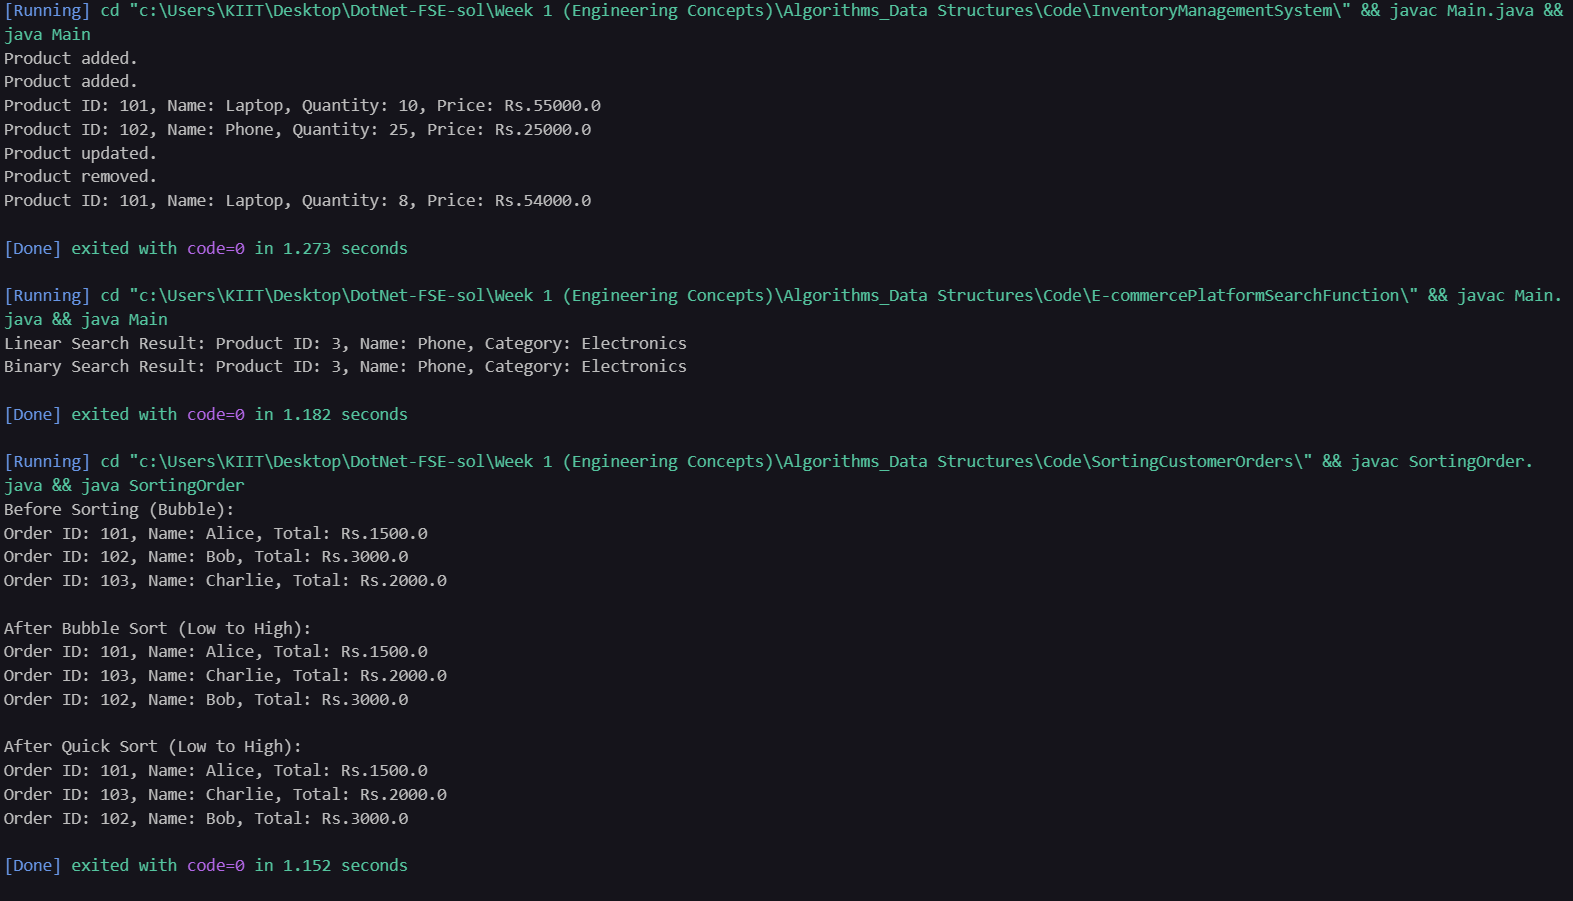 [Running] cd "c:\Users\KIIT\Desktop\DotNet-FSE-sol\Week 1 (Engineering Concepts)\Algorithms_Data Structures\Code\InventoryManagementSystem\" && javac Main.java &&
java Main
Product added.
Product added.
Product ID: 101, Name: Laptop, Quantity: 10, Price: Rs.55000.0
Product ID: 102, Name: Phone, Quantity: 25, Price: Rs.25000.0
Product updated.
Product removed.
Product ID: 101, Name: Laptop, Quantity: 8, Price: Rs.54000.0
[Done] exited with code=0 in 1.273 seconds
[Running] cd "c:\Users\KIIT\Desktop\DotNet-FSE-sol\Week 1 (Engineering Concepts)\Algorithms_Data Structures\Code\E-commercePlatformSearchFunction\" && javac Main.
java && java Main
Linear Search Result: Product ID: 3, Name: Phone, Category: Electronics
Binary Search Result: Product ID: 3, Name: Phone, Category: Electronics
[Done] exited with code=0 in 1.182 seconds
[Running] cd "c:\Users\KIIT\Desktop\DotNet-FSE-sol\Week 1 (Engineering Concepts)\Algorithms_Data Structures\Code\SortingCustomerOrders\" && javac SortingOrder.
java && java SortingOrder
Before Sorting (Bubble):
Order ID: 101, Name: Alice, Total: Rs.1500.0
Order ID: 102, Name: Bob, Total: Rs.3000.0
Order ID: 103, Name: Charlie, Total: Rs.2000.0
After Bubble Sort (Low to High):
Order ID: 101, Name: Alice, Total: Rs.1500.0
Order ID: 103, Name: Charlie, Total: Rs.2000.0
Order ID: 102, Name: Bob, Total: Rs.3000.0
After Quick Sort (Low to High):
Order ID: 101, Name: Alice, Total: Rs.1500.0
Order ID: 103, Name: Charlie, Total: Rs.2000.0
Order ID: 102, Name: Bob, Total: Rs.3000.0
[Done] exited with code=0 in 1.152 seconds